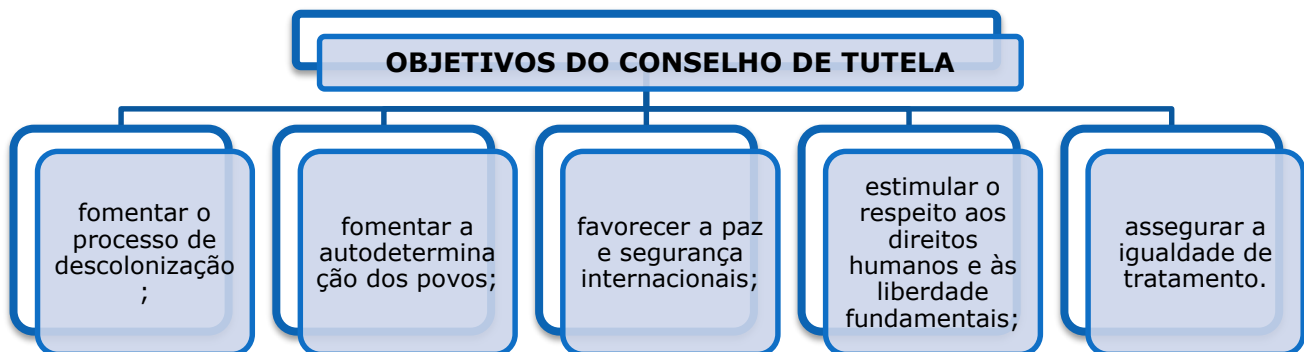 OBJETIVOS DO CONSELHO DE TUTELA
fomentar o
processo de
descolonização
;
fomentar a
autodetermina
ção dos povos;
favorecer a paz
e segurança
internacionais;
estimular o
respeito aos
direitos
humanos e às
liberdade
fundamentais;
assegurar a
igualdade de
tratamento.